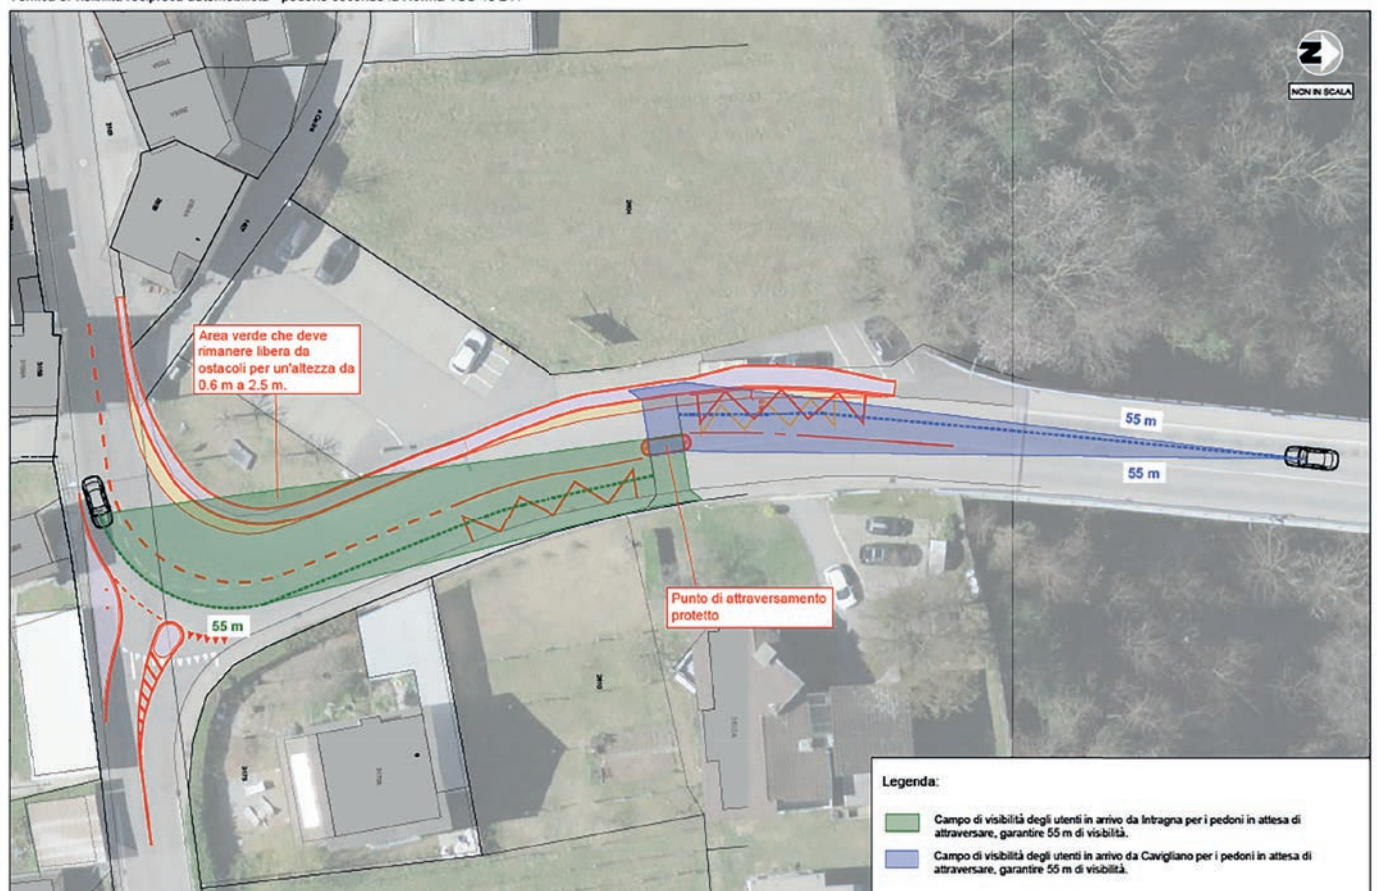 Z
NON IN SCALA
Area verde che deve
rimanere libera da
ostacoli per un'altezza da
0.6 m a 2.5 m.
55 m
55 m
Punto di attraversamento
protetto
55 m
Legenda:
Campo di visibilità degli utenti in arrivo da Intragna per i pedoni in attesa di
attraversare, garantire 55 m di visbilità.
Campo di visibilità degli utenti in arrivo da Cavigliano per i pedoni in attesa di
attraversare, garantire 55 m di visbilità.